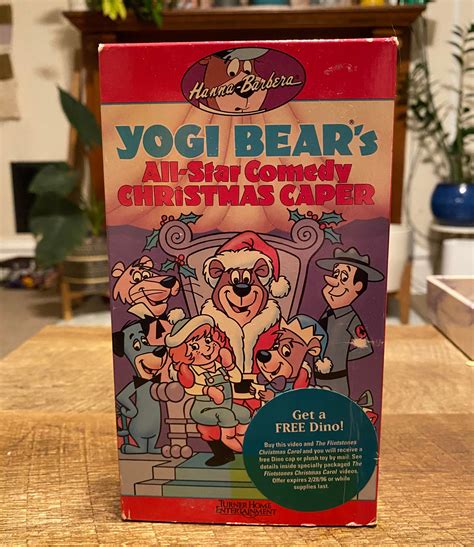 Hanna-Barbera
YOGI BEAR'S
All-Star Comedy
CHRISTMAS CAPER
Get a
FREE Dino!
Buy this video and The Flintstones
Christmas Carol and you will receive a
free Dino cap or plush toy by mail. See
details inside specially packaged The
Flintstones Christmas Carol videos.
Offer expires 2/28/96 or while
supplies last.
TURNER HOME
ENTERTAINMENT